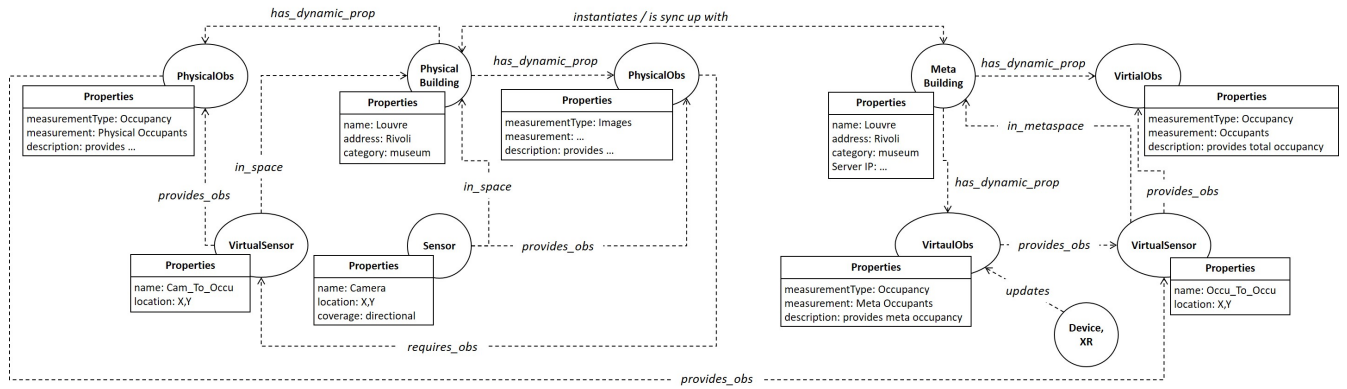 has_dynamic_prop
instantiates / is sync up with
PhysicalObs
Properties
measurementType: Occupancy
measurement: Physical Occupants
description: provides ...
Physical
Building
Properties
name: Louvre
address: Rivoli
category: museum
has_dynamic_prop
PhysicalObs
Properties
measurementType: Images
measurement: ...
description: provides ...
Meta
Building
Properties
name: Louvre
address: Rivoli
category: museum
Server IP: ...
has_dynamic_prop
VirtialObs
Properties
measurementType: Occupancy
measurement: Occupants
description: provides total occupancy
in_metaspace
in_space
in_space
has_dynamic_prop
provides_obs
provides_obs
VirtualSensor
Properties
name: Cam_To_Occu
location: X,Y
Sensor
Properties
name: Camera
location: X,Y
coverage: directional
provides_obs
VirtaulObs
Properties
measurementType: Occupancy
measurement: Meta Occupants
description: provides meta occupancy
provides_obs
VirtualSensor
Properties
name: Occu_To_Occu
location: X,Y
updates
Device,
XR
requires_obs
provides_obs